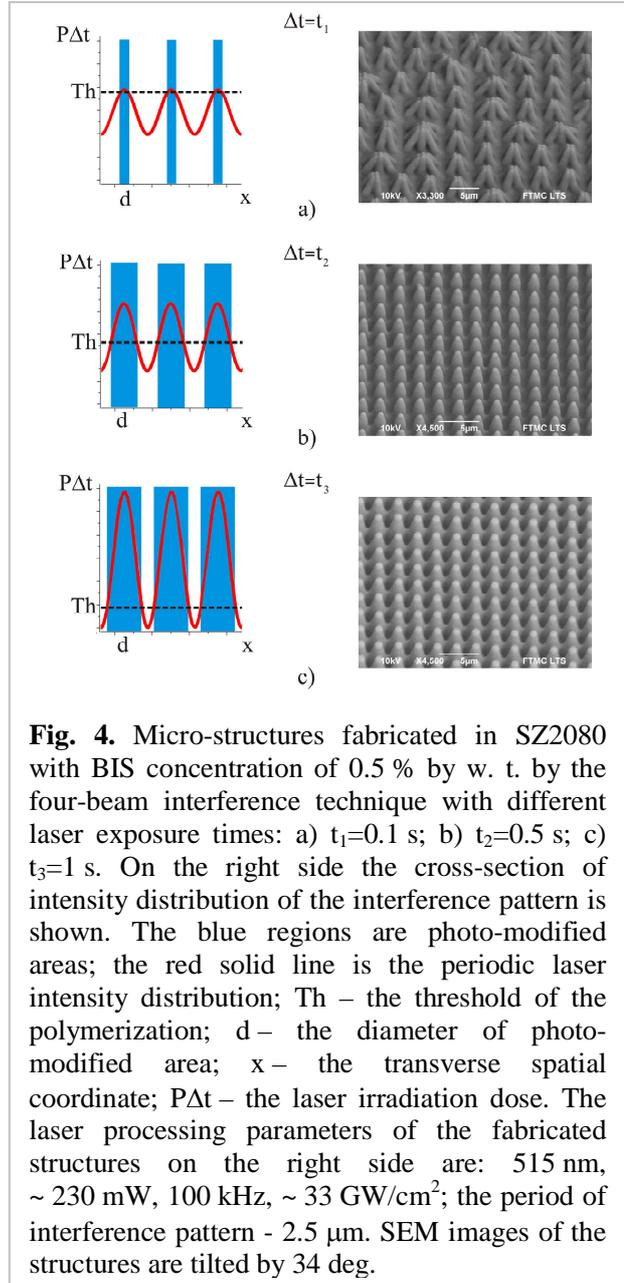 PΔt
Δt=t₁
Th
d
x
a)
10kV X3,300 5µm FTMC LTS
PΔt
Δt=t₂
Th
d
x
b)
10kV X4,500 5µm FTMC LTS
PΔt
Δt=t₃
Th
d
x
c)
10kV X4,500 5µm FTMC LTS
Fig. 4. Micro-structures fabricated in SZ2080
with BIS concentration of 0.5 % by w. t. by the
four-beam interference technique with different
laser exposure times: a) t₁=0.1 s; b) t₂=0.5 s; c)
t₃=1 s. On the right side the cross-section of
intensity distribution of the interference pattern is
shown. The blue regions are photo-modified
areas; the red solid line is the periodic laser
intensity distribution; Th – the threshold of the
polymerization; d – the diameter of photo-
modified area; x – the transverse spatial
coordinate; PΔt – the laser irradiation dose. The
laser processing parameters of the fabricated
structures on the right side are: 515 nm,
~ 230 mW, 100 kHz, ~ 33 GW/cm²; the period of
interference pattern - 2.5 μm. SEM images of the
structures are tilted by 34 deg.